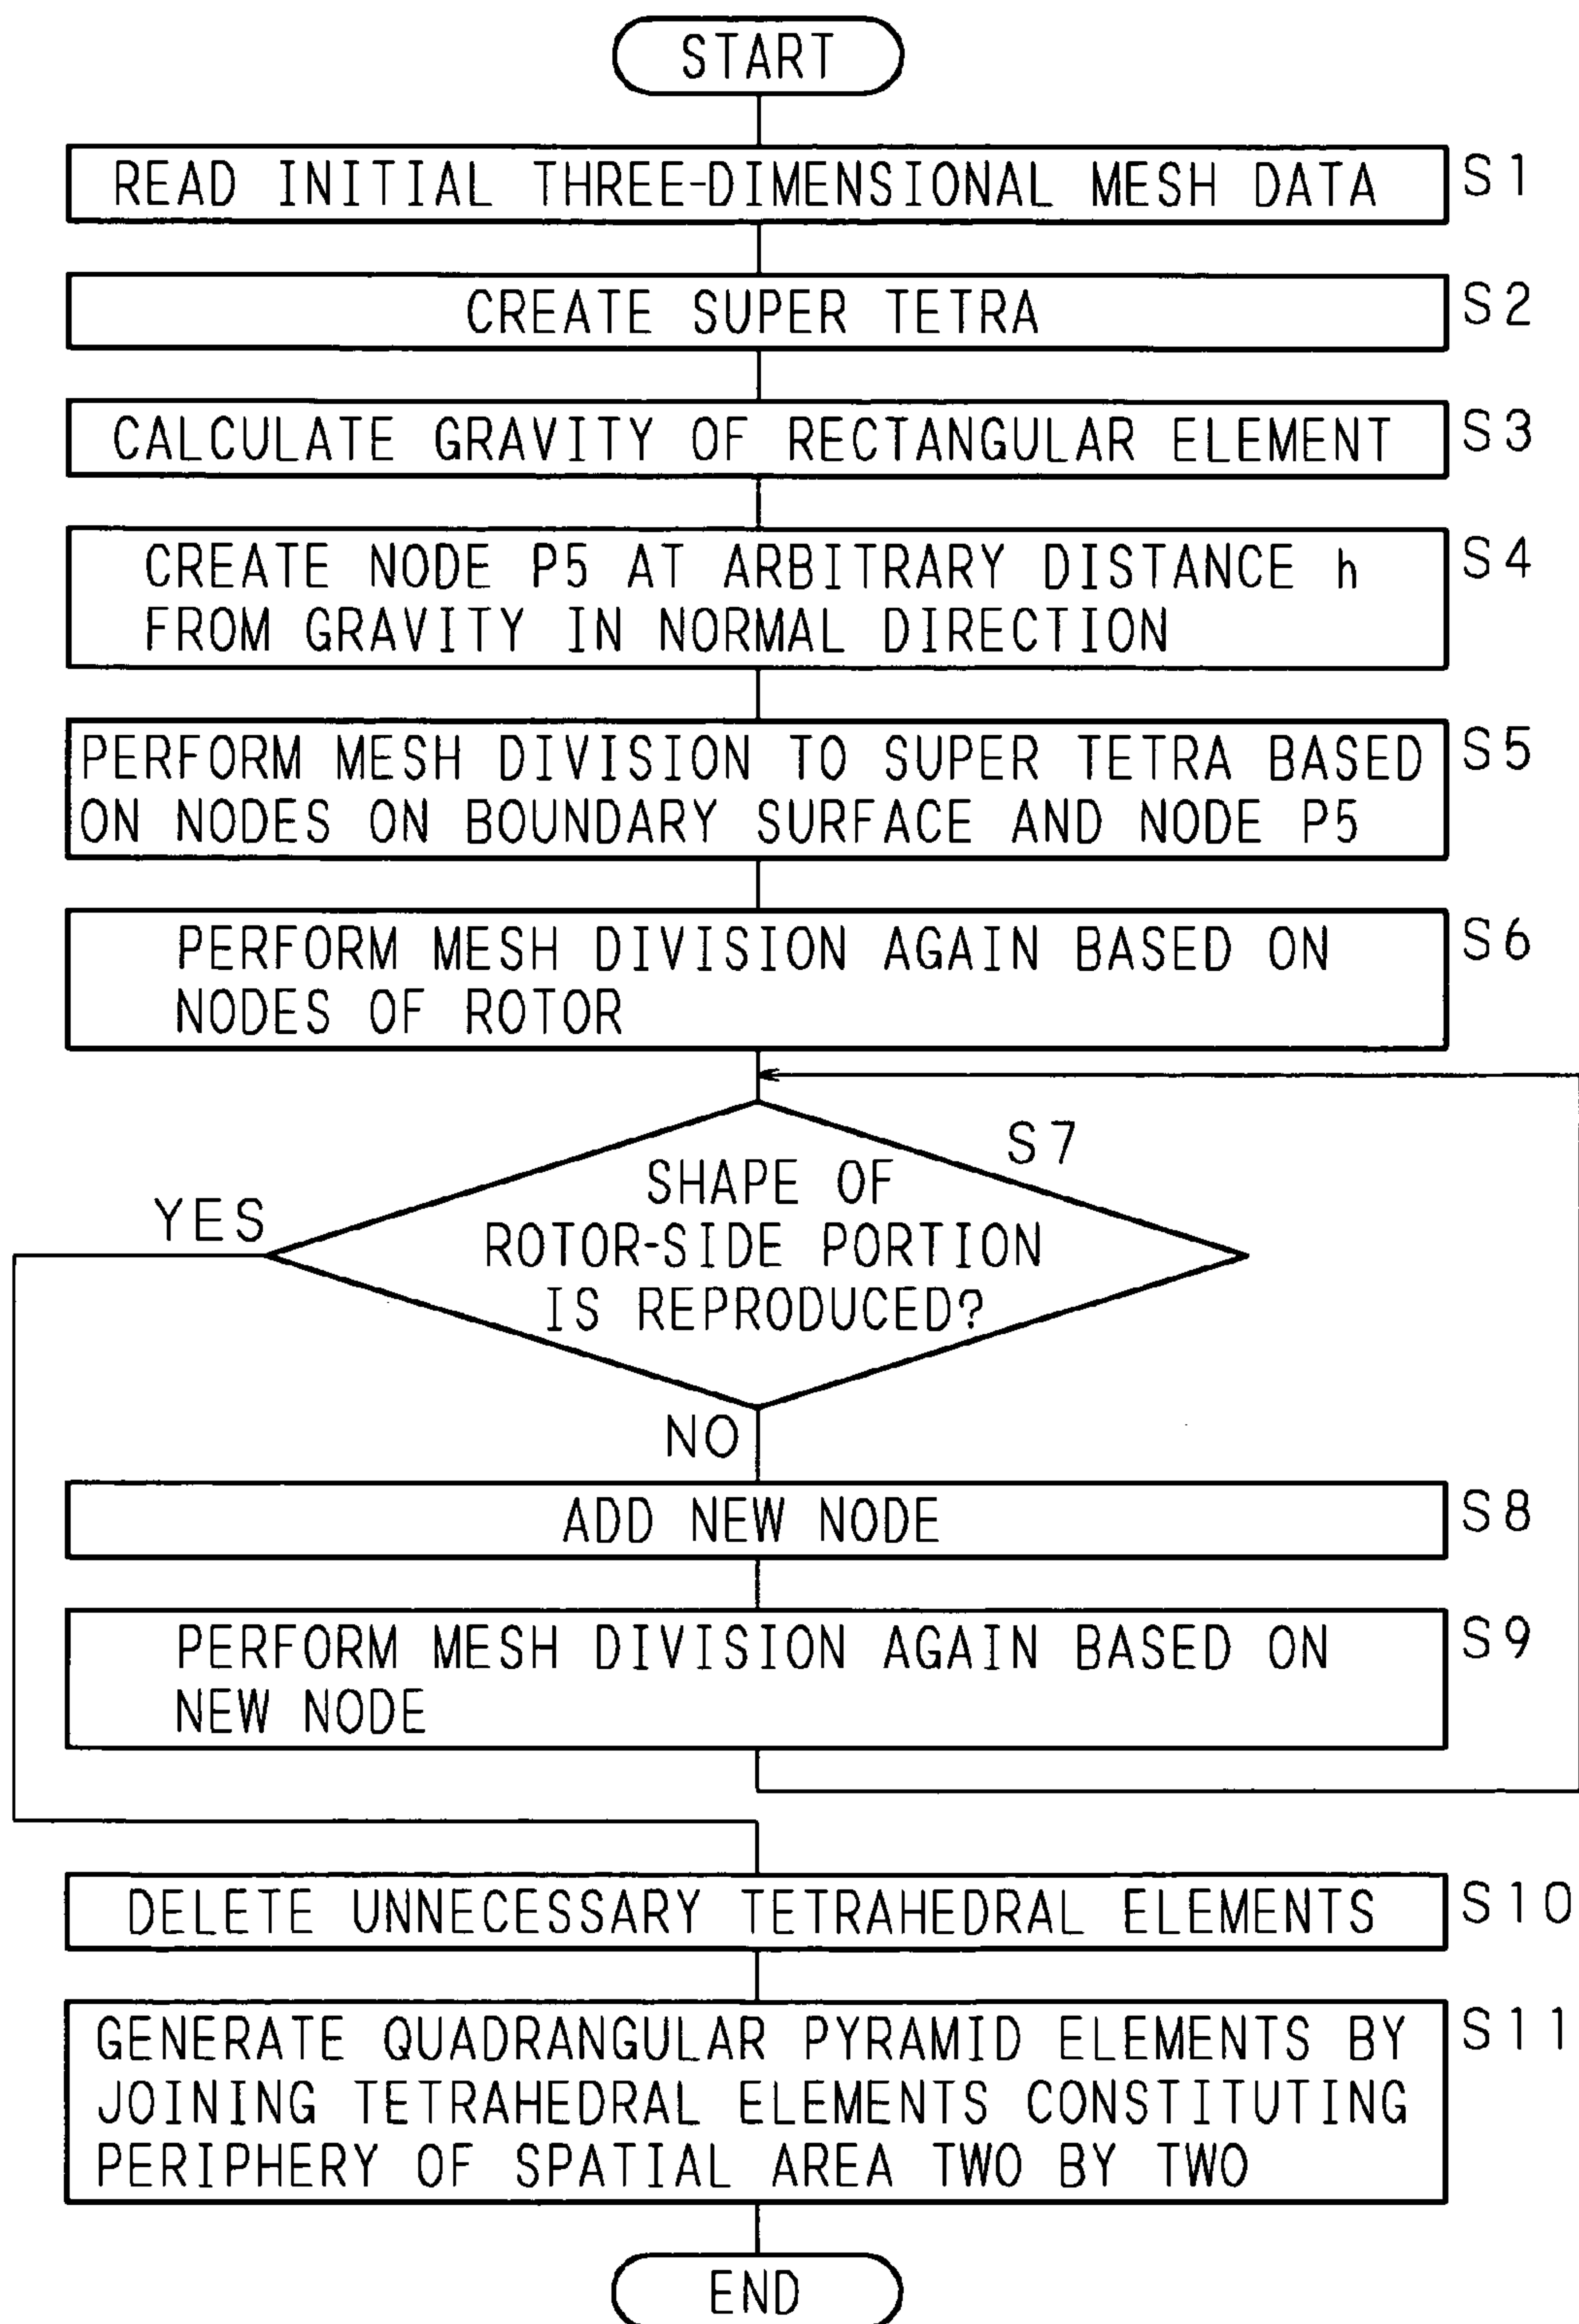 START
READ INITIAL THREE-DIMENSIONAL MESH DATA
S1
CREATE SUPER TETRA
S2
CALCULATE GRAVITY OF RECTANGULAR ELEMENT
S3
CREATE NODE P5 AT ARBITRARY DISTANCE h
FROM GRAVITY IN NORMAL DIRECTION
S4
PERFORM MESH DIVISION TO SUPER TETRA BASED
ON NODES ON BOUNDARY SURFACE AND NODE P5
S5
PERFORM MESH DIVISION AGAIN BASED ON
NODES OF ROTOR
S6
S7
SHAPE OF
ROTOR-SIDE PORTION
IS REPRODUCED?
YES
NO
ADD NEW NODE
S8
PERFORM MESH DIVISION AGAIN BASED ON
NEW NODE
S9
DELETE UNNECESSARY TETRAHEDRAL ELEMENTS
S10
GENERATE QUADRANGULAR PYRAMID ELEMENTS BY
JOINING TETRAHEDRAL ELEMENTS CONSTITUTING
PERIPHERY OF SPATIAL AREA TWO BY TWO
S11
END